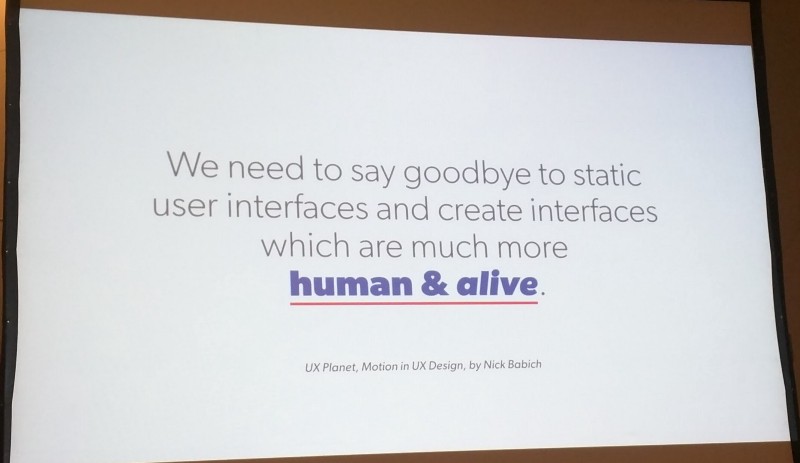 We need to say goodbye to static
user interfaces and create interfaces
which are much more
human & alive.
UX Planet, Motion in UX Design, by Nick Babich